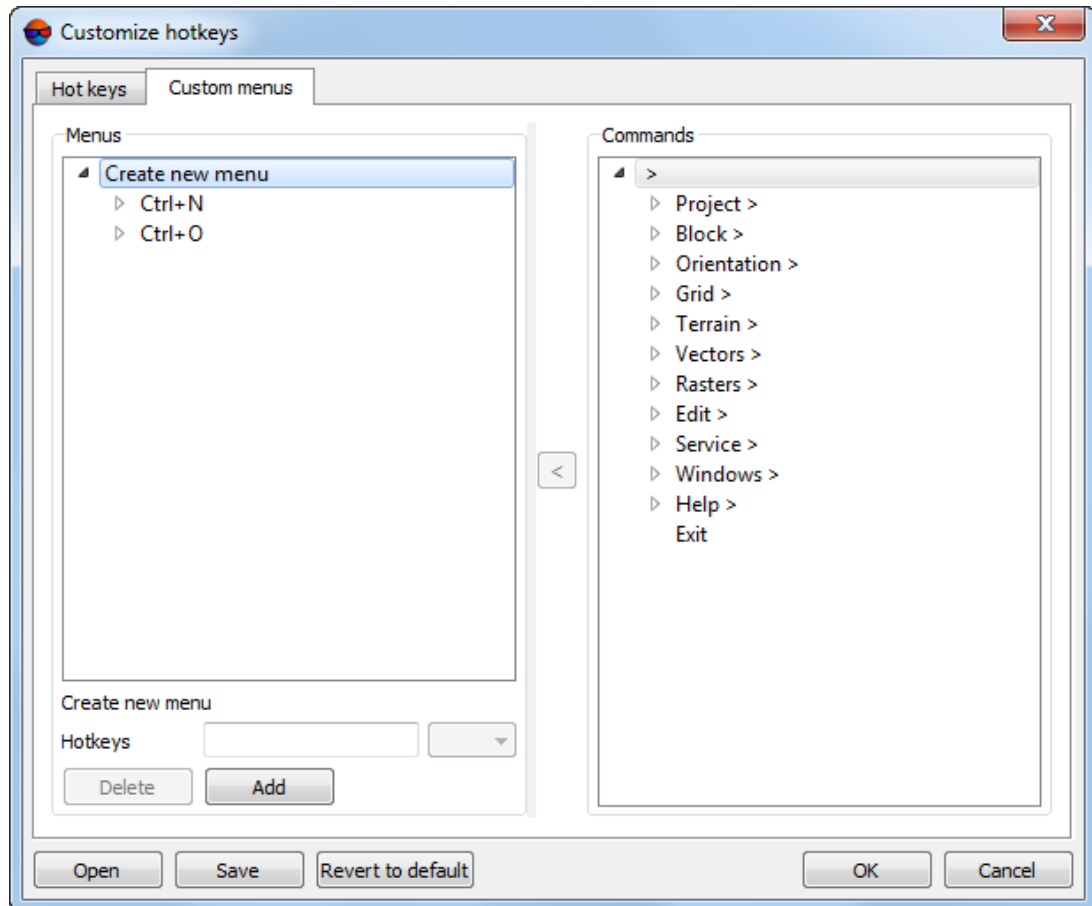 Customize hotkeys
Hot keys
Custom menus
Menus
Create new menu
Ctrl+N
Ctrl+O
Create new menu
Hotkeys
Delete
Add
<
Commands
>
Project >
Block >
Orientation >
Grid >
Terrain >
Vectors >
Rasters >
Edit >
Service >
Windows >
Help >
Exit
Open
Save
Revert to default
OK
Cancel